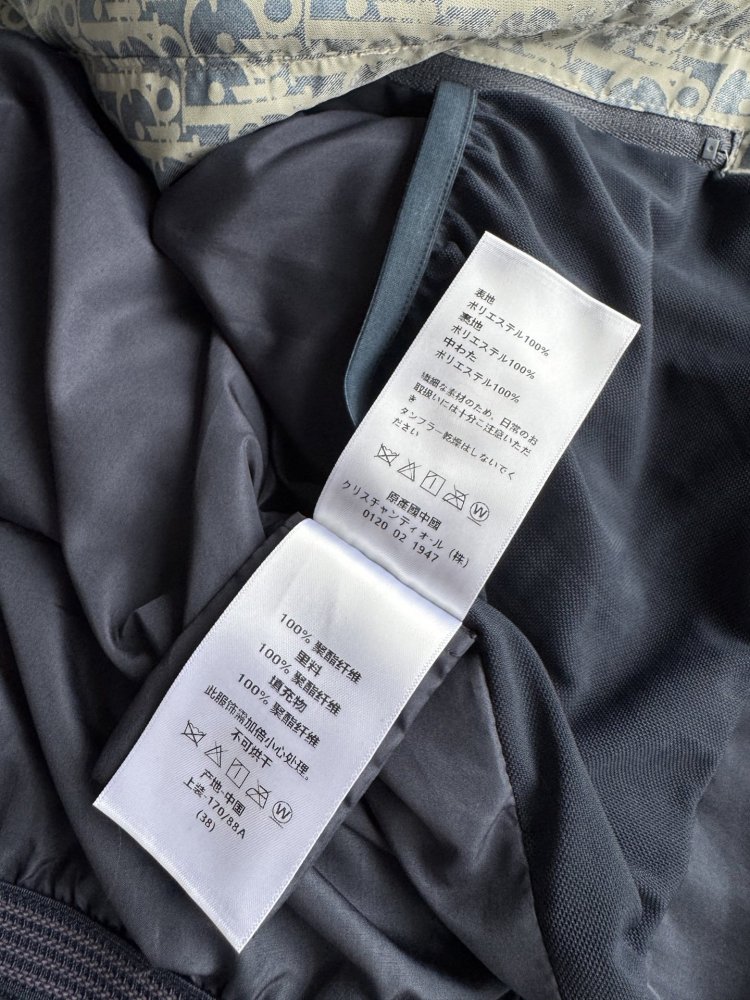 表地
ポリエステル100%
裏地
ポリエステル100%
中わた
ポリエステル100%
繊細な素材のため、日常のお
取扱いには十分ご注意いただ
き
タンブラー乾燥はしないでく
ださい
1 W
原產國中國
クリスチャンディオール（株）
0120 02 1947
100% 聚酯纤维
里料
100% 聚酯纤维
填充物
100% 聚酯纤维
此服饰需加倍小心处理。
不可烘干
1 W
产地-中国
上装-170/88A
(38)